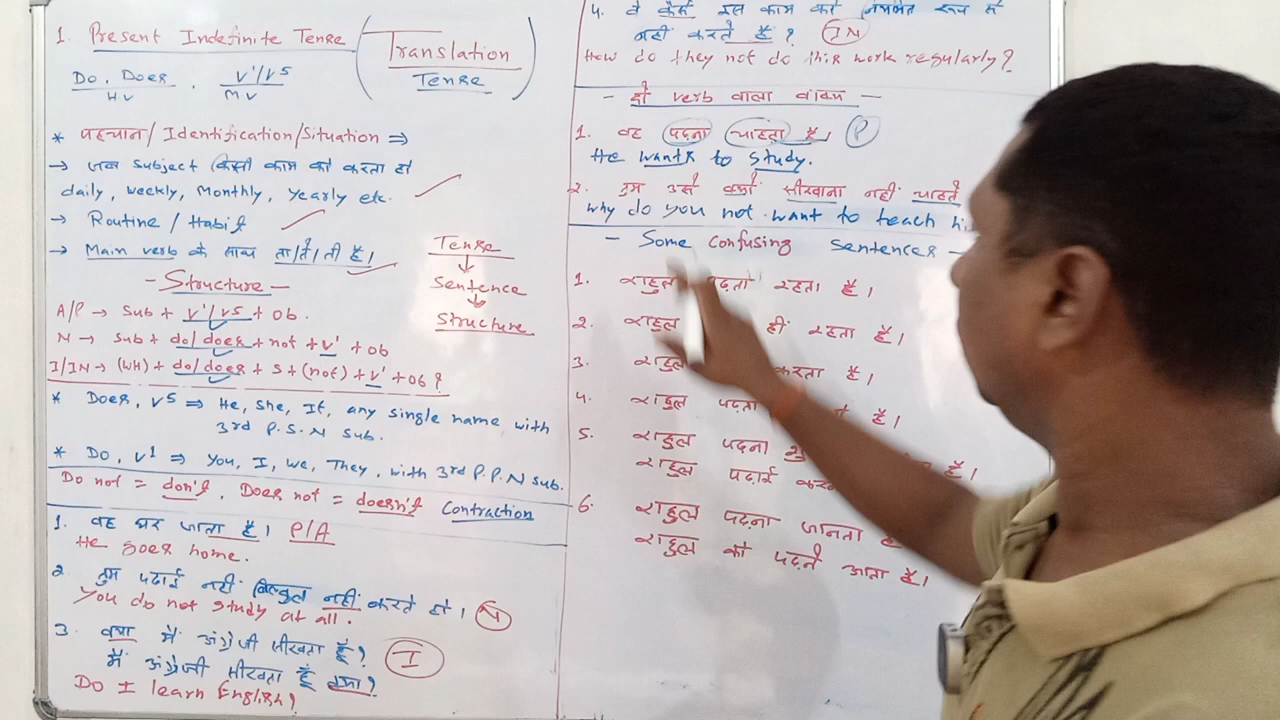 1. Present Indefinite Tense
(Translation
Tense)
Do, Does . V¹/V⁵
HV MV
* पहचान/Identification/Situation ⇒
→ जब Subject किसी काम को करता हो
daily, weekly, Monthly, Yearly etc.
→ Routine / Habit
→ Main verb के साथ ता/ते/ती है।
Tense
↓
Sentence
↓
Structure
- Structure -
A/P → Sub + V¹/V⁵ + Ob.
N → Sub + do/does + not + V¹ + Ob
I/IN → (WH) + do/does + S + (not) + V¹ + Ob ?
* Does, V⁵ ⇒ He, She, It, any single name with
3rd P.S.N Sub.
* Do, V¹ ⇒ You, I, We, They, with 3rd P.P.N Sub.
Do not = don't, Does not = doesn't Contraction
1. वह घर जाता है। P/A
He goes home.
2. तुम पढाई नहीं बिल्कुल नहीं करते हो। N
You do not study at all.
3. क्या मैं अंग्रेजी सीखता हूँ? I
मैं अंग्रेजी सीखता हूँ क्या?
Do I learn English?
4. वे कैसे इस काम को नियमित रूप से
नहीं करते हैं? IN
How do they not do this work regularly?
- दो verb वाला वाक्य -
1. वह पढ़ना चाहता है। P
He wants to study.
2. तुम उसे क्यों सीखाना नहीं चाहते
Why do you not want to teach
- Some Confusing Sentences -
1. राहुल पढ़ता रहता है।
2. राहुल ही रहता है।
3. राहुल करता है।
4. राहुल है।
5. राहुल पढ़ना है।
राहुल पढ़ाई
6. राहुल पढ़ना जानता
राहुल को पढ़ने आता है।